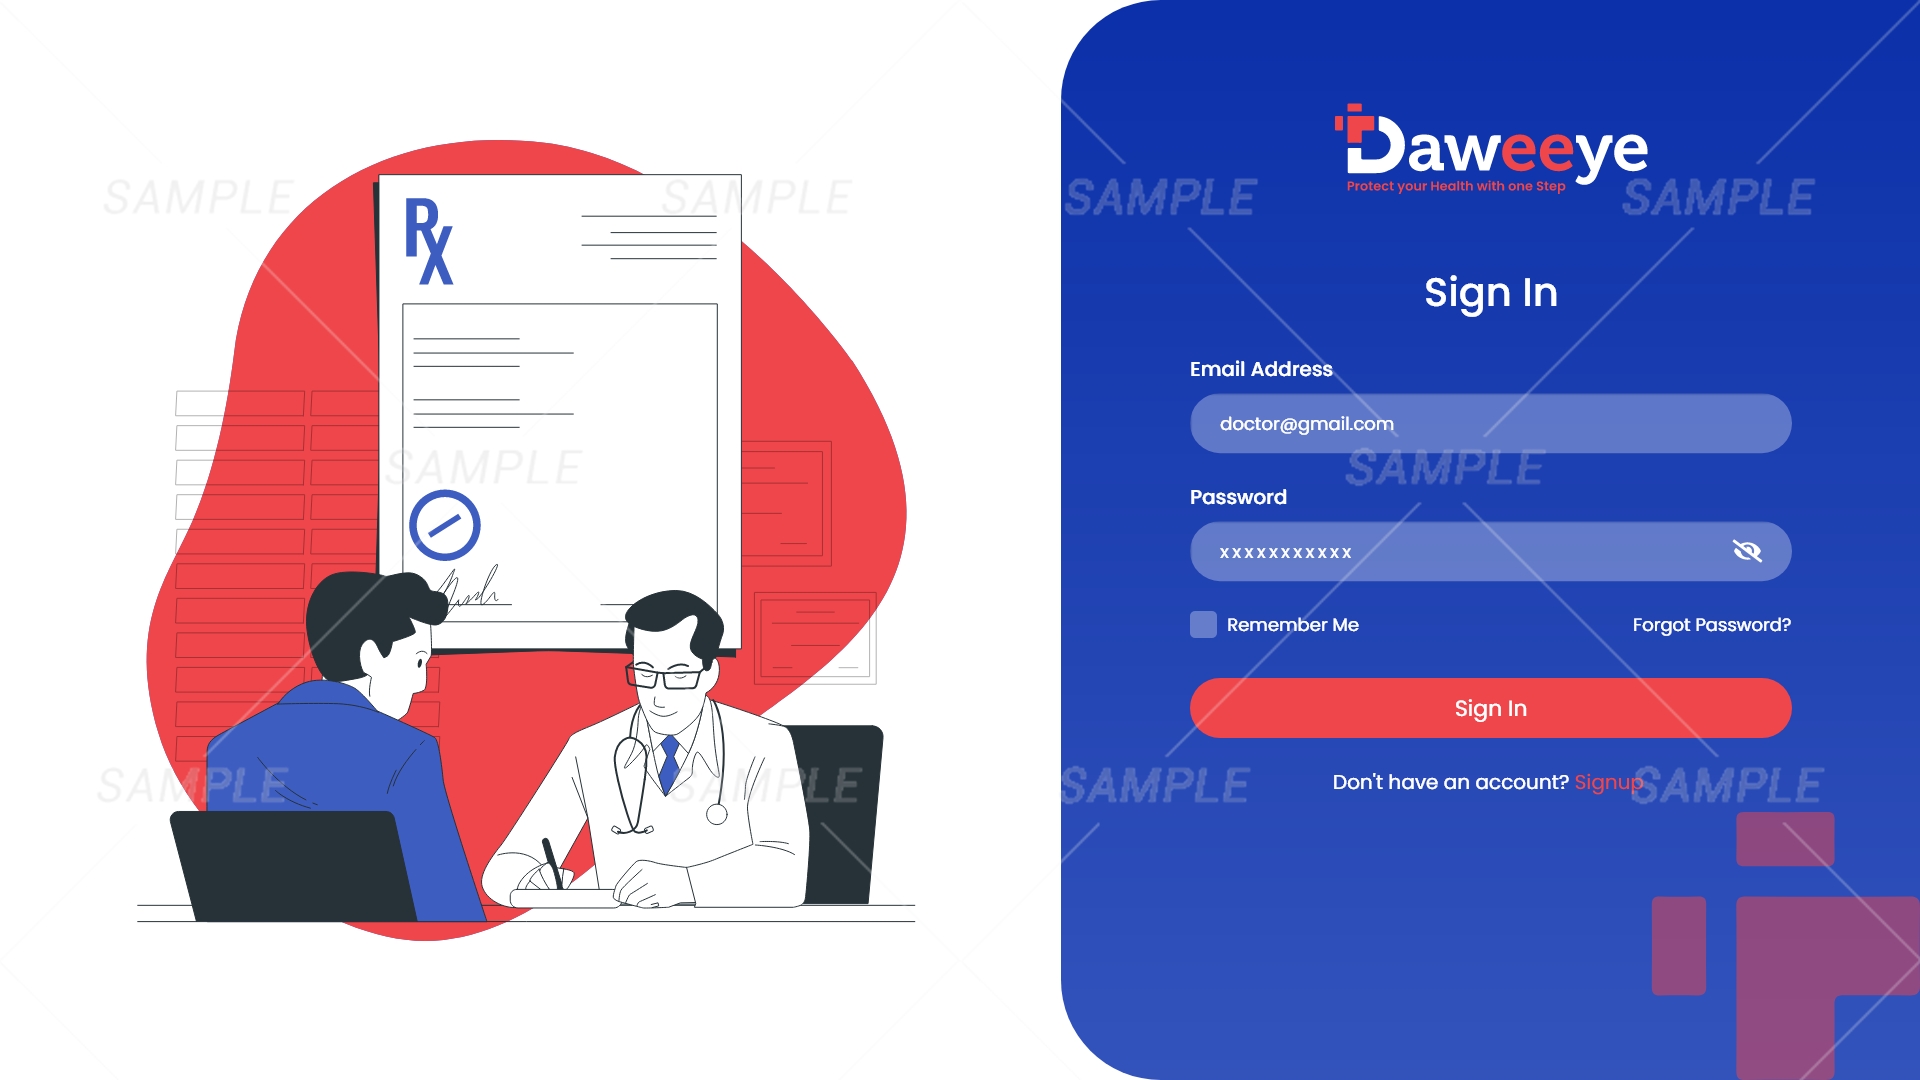 SAMPLE
SAMPLE
SAMPLE
SAMPLE
SAMPLE
Rx
Daweeye
Protect your Health with one Step
SAMPLE
SAMPLE
Sign In
Email Address
doctor@gmail.com
SAMPLE
Password
xxxxxxxxxxx
Remember Me
Forgot Password?
Sign In
Don't have an account? Signup
SAMPLE
SAMPLE